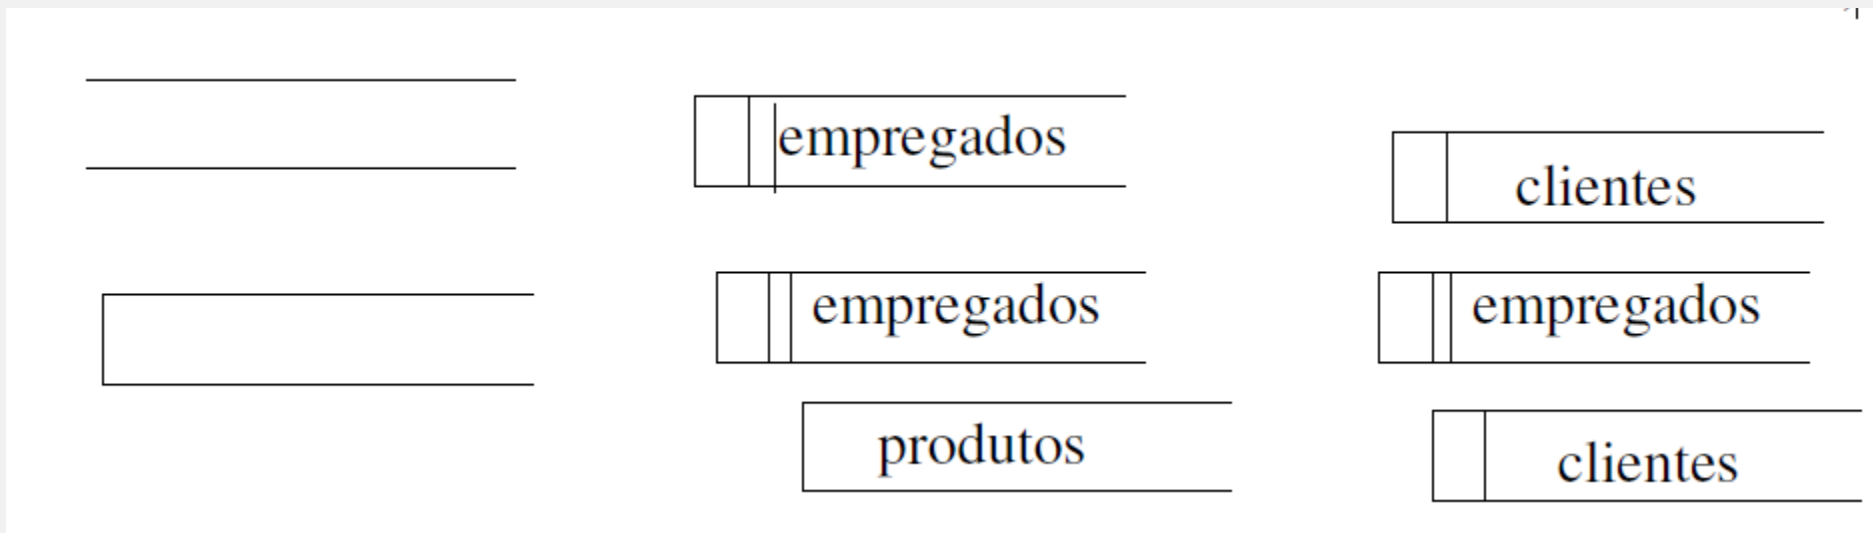 empregados
clientes
empregados
empregados
produtos
clientes